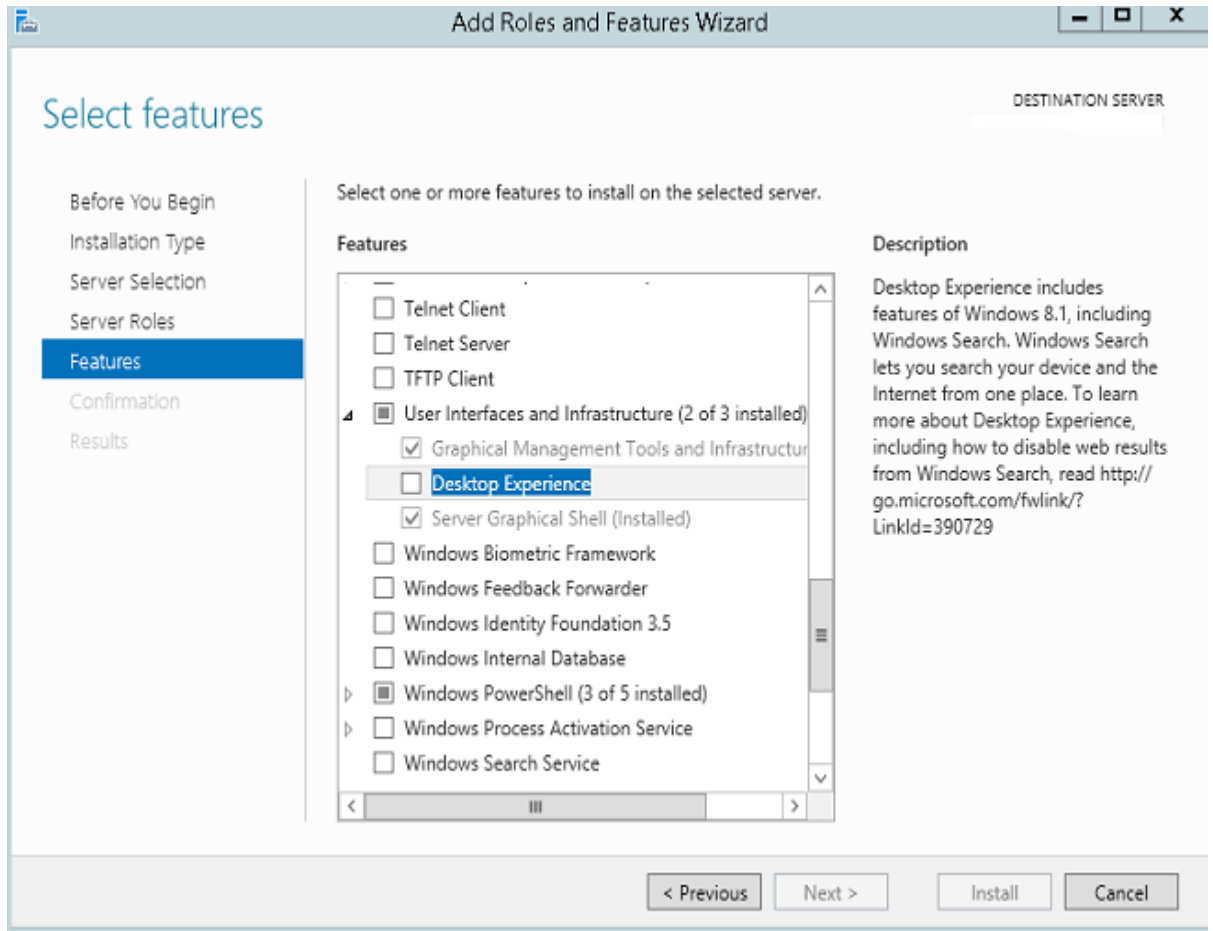 Add Roles and Features Wizard
Select features
DESTINATION SERVER
Before You Begin
Installation Type
Server Selection
Server Roles
Features
Confirmation
Results
Select one or more features to install on the selected server.
Features
Telnet Client
Telnet Server
TFTP Client
User Interfaces and Infrastructure (2 of 3 installed)
Graphical Management Tools and Infrastructur
Desktop Experience
Server Graphical Shell (Installed)
Windows Biometric Framework
Windows Feedback Forwarder
Windows Identity Foundation 3.5
Windows Internal Database
Windows PowerShell (3 of 5 installed)
Windows Process Activation Service
Windows Search Service
Description
Desktop Experience includes
features of Windows 8.1, including
Windows Search. Windows Search
lets you search your device and the
Internet from one place. To learn
more about Desktop Experience,
including how to disable web results
from Windows Search, read http://
go.microsoft.com/fwlink/?
LinkId=390729
< Previous
Next >
Install
Cancel